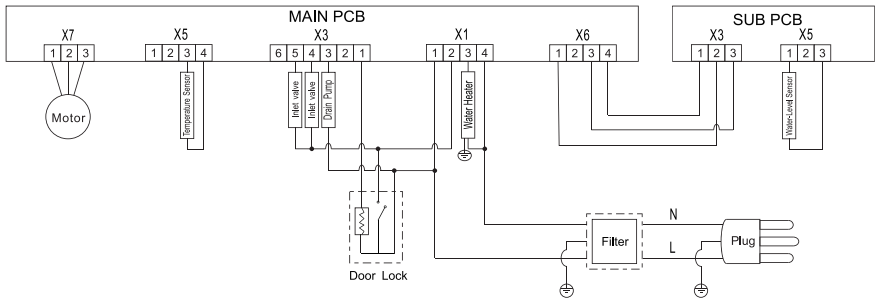 MAIN PCB
SUB PCB
X7
X5
X3
X1
X6
X3
X5
1 2 3
1 2 3 4
6 5 4 3 2 1
1 2 3 4
1 2 3 4
1 2 3
1 2 3
Motor
Temperature Sensor
Inlet valve
Inlet valve
Drain Pump
Water Heater
Water-Level Sensor
Door Lock
Filter
N
L
Plug